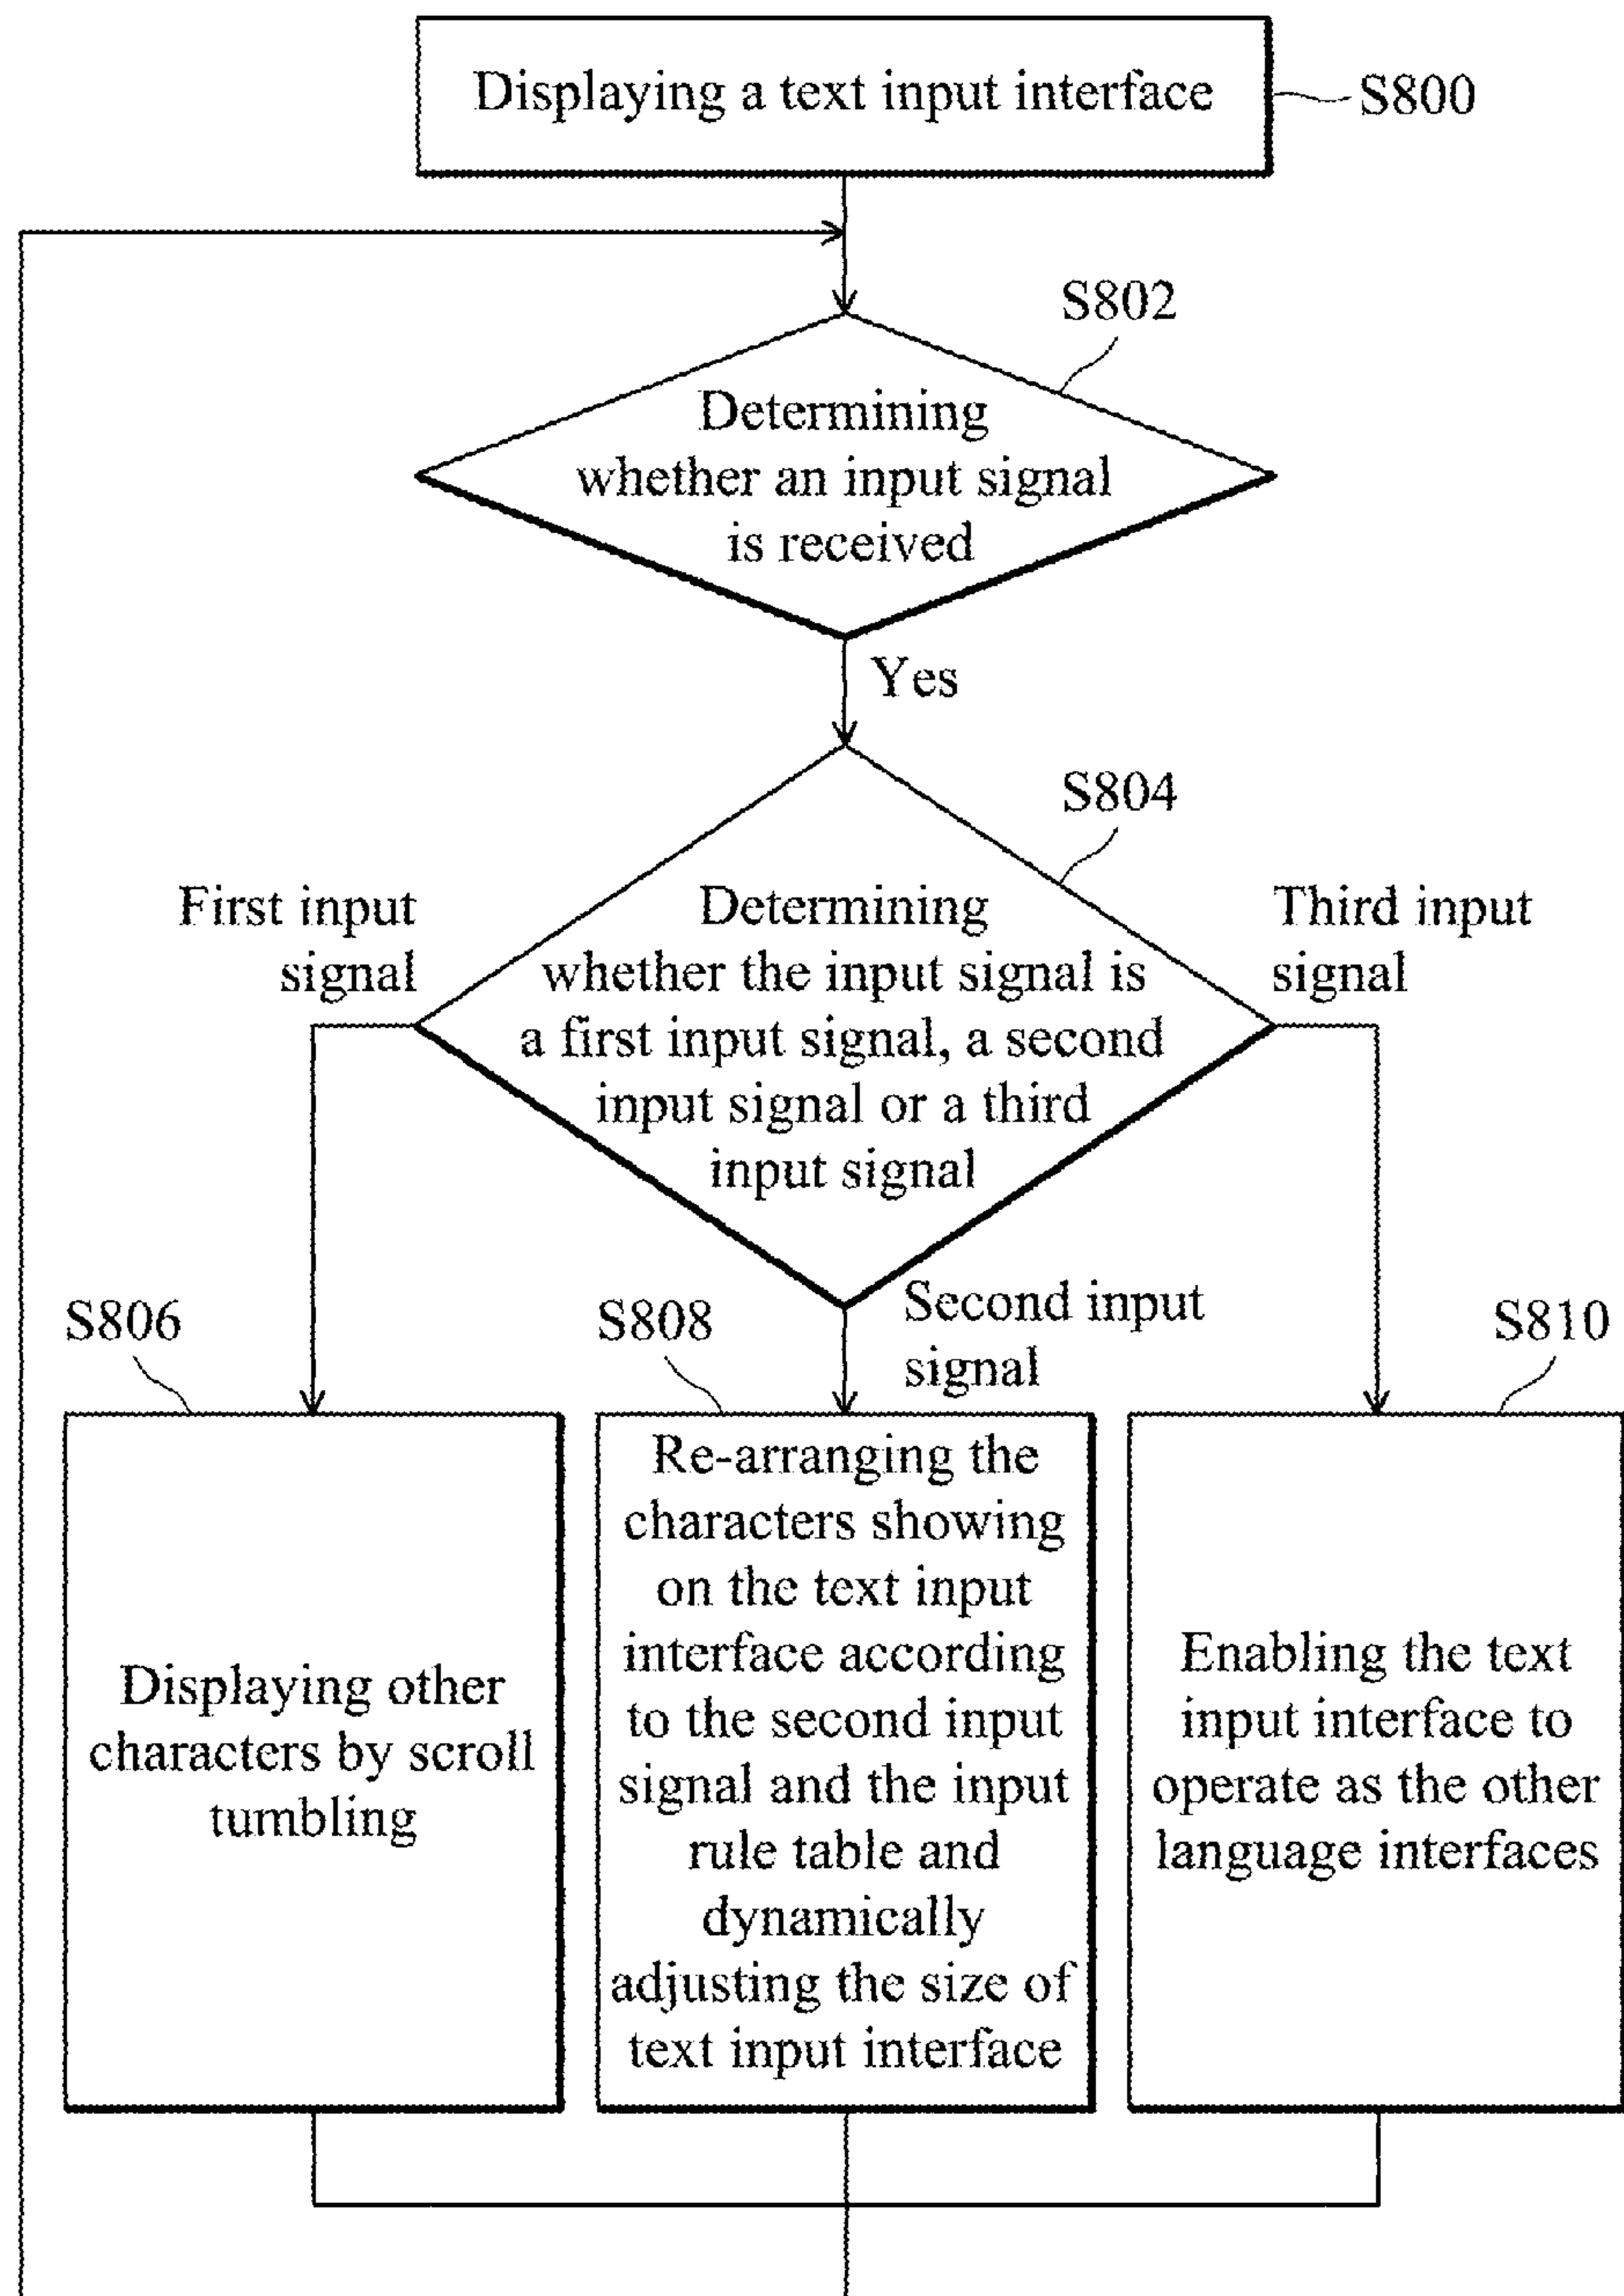 Displaying a text input interface
S800
S802
Determining
whether an input signal
is received
Yes
S804
First input
signal
Determining
whether the input signal is
a first input signal, a second
input signal or a third
input signal
Third input
signal
Second input
signal
S806
Displaying other
characters by scroll
tumbling
S808
Re-arranging the
characters showing
on the text input
interface according
to the second input
signal and the input
rule table and
dynamically
adjusting the size of
text input interface
S810
Enabling the text
input interface to
operate as the other
language interfaces